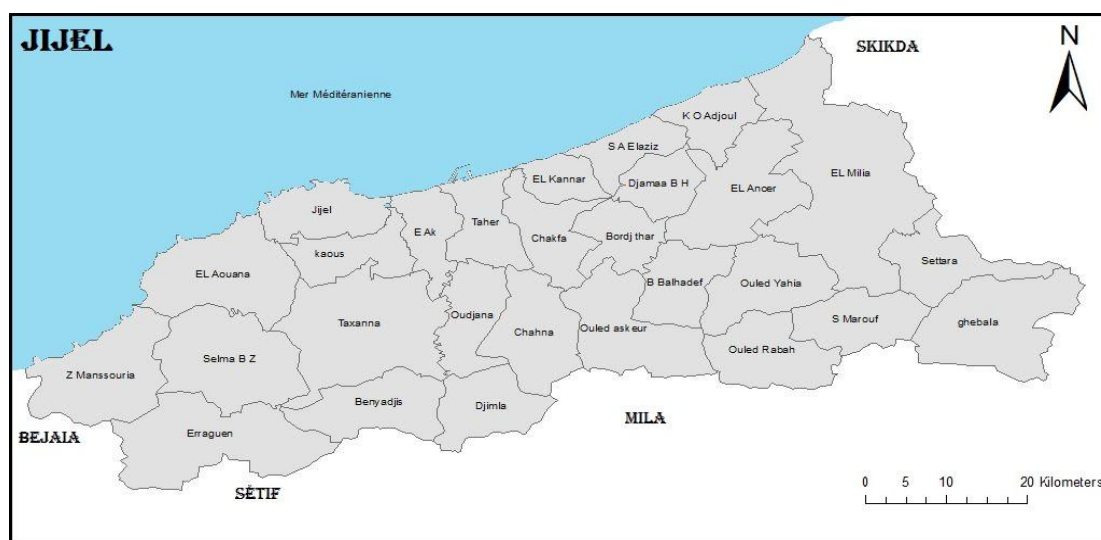 JIJEL
SKIKDA
N
Mer Méditéranienne
K O Adjoul
S A Elaziz
EL Kannar
Djamaa B H
EL Ancer
EL Milia
Jijel
E Ak
Taher
Chakfa
Bordj thar
kaous
EL Aouana
B Balhadef
Ouled Yahia
Settara
Taxanna
Oudjana
Chahna
Ouled askeur
S Marouf
ghebala
Selma B Z
Ouled Rabah
Z Manssouria
Benyadjis
Djimla
Erraguen
BEJAIA
MILA
SÉTIF
0 5 10 20 Kilometers